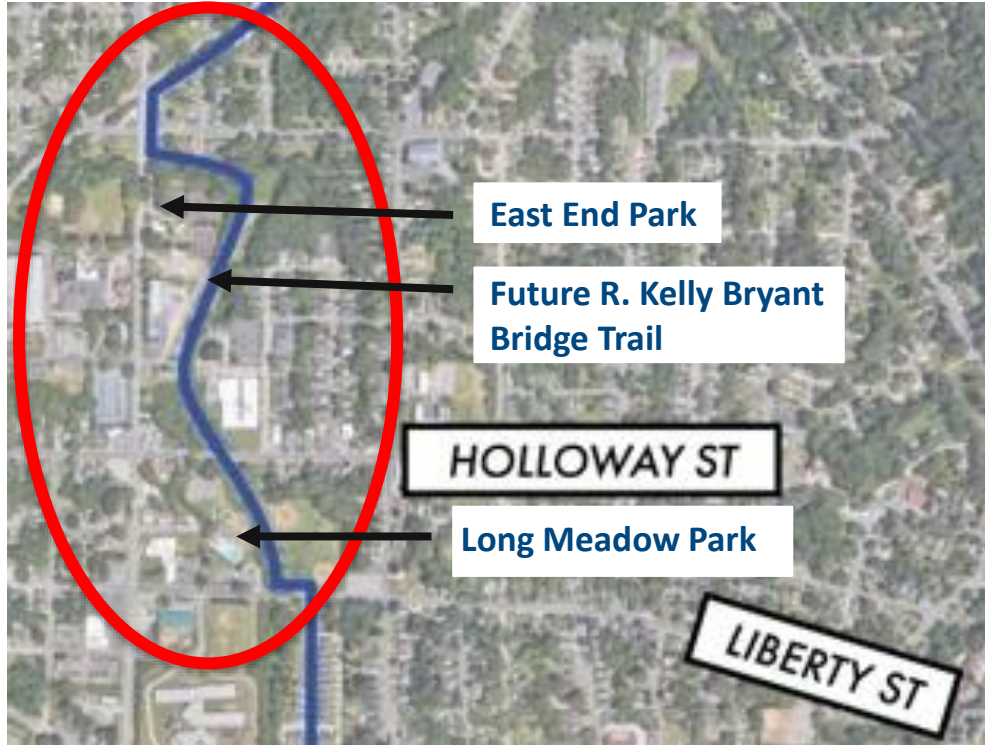 East End Park
Future R. Kelly Bryant
Bridge Trail
HOLLOWAY ST
Long Meadow Park
LIBERTY ST